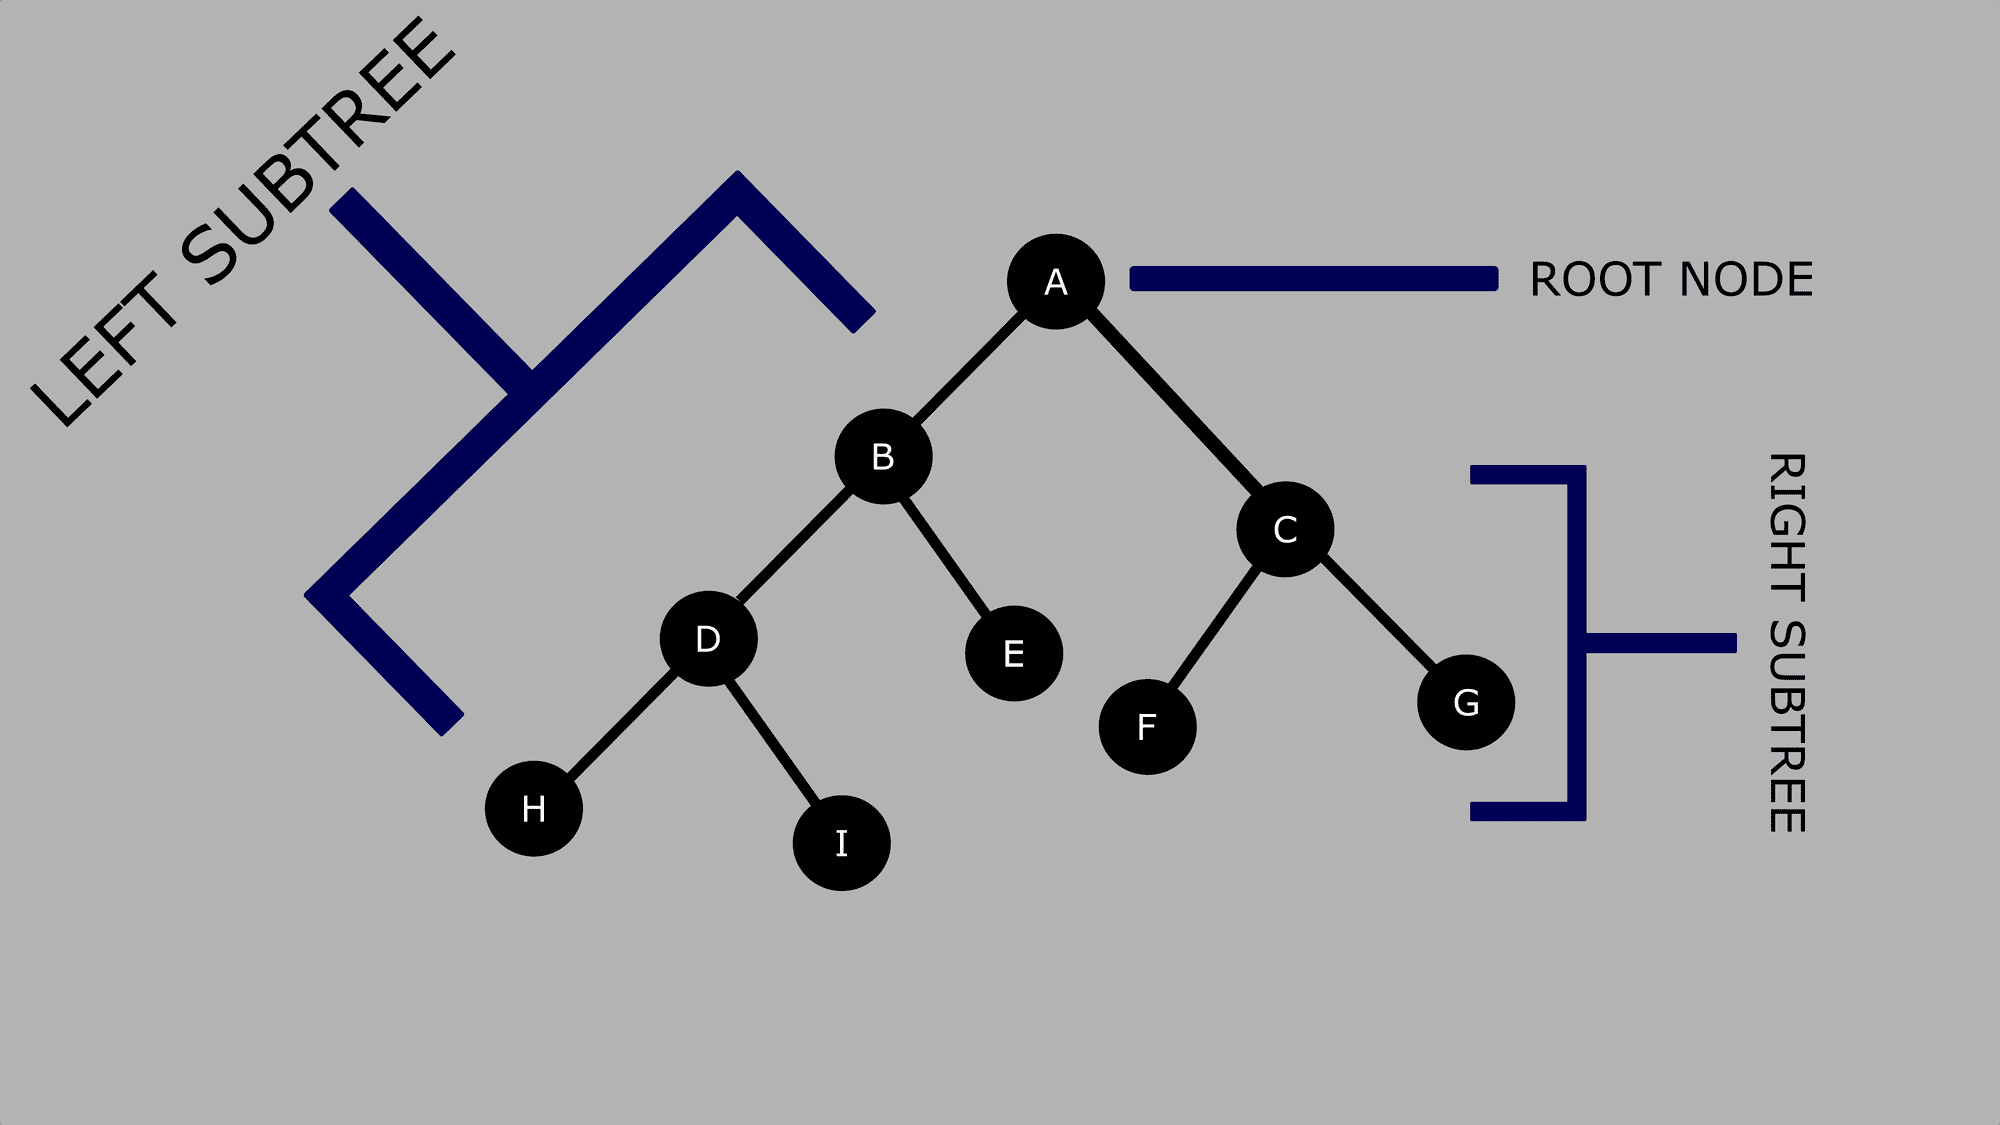 LEFT SUBTREE
A
ROOT NODE
B
C
RIGHT SUBTREE
D
E
F
G
H
I